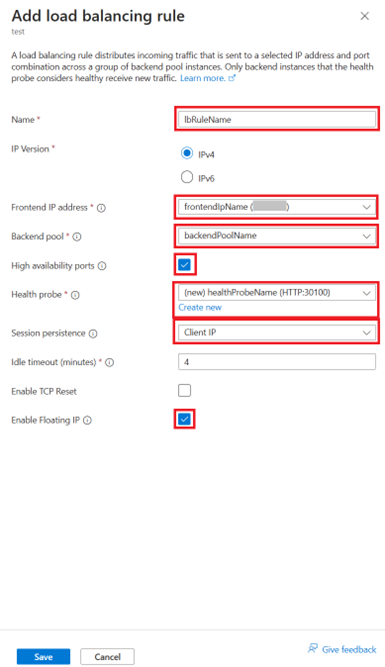 Add load balancing rule
test
A load balancing rule distributes incoming traffic that is sent to a selected IP address and port
combination across a group of backend pool instances. Only backend instances that the health
probe considers healthy receive new traffic. Learn more.
Name *
lbRuleName
IP Version *
IPv4
IPv6
Frontend IP address *
frontendIpName ( )
Backend pool *
backendPoolName
High availability ports
Health probe *
(new) healthProbeName (HTTP:30100)
Create new
Session persistence
Client IP
Idle timeout (minutes) *
4
Enable TCP Reset
Enable Floating IP
Save
Cancel
Give feedback